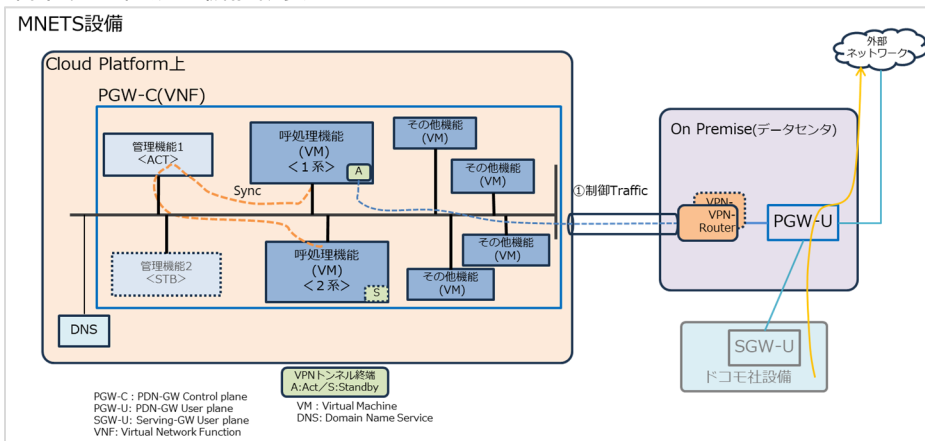 MNETS設備
Cloud Platform上
PGW-C(VNF)
管理機能1
<ACT>
呼処理機能
(VM)
<1系>
A
その他機能
(VM)
その他機能
(VM)
Sync
管理機能2
<STB>
呼処理機能
(VM)
<2系>
S
その他機能
(VM)
その他機能
(VM)
DNS
①制御Traffic
外部
ネットワーク
On Premise(データセンタ)
VPN-
VPN-
Router
PGW-U
SGW-U
ドコモ社設備
VPNトンネル終端
A:Act/S:Standby
PGW-C : PDN-GW Control plane
PGW-U: PDN-GW User plane
SGW-U: Serving-GW User plane
VNF: Virtual Network Function
VM : Virtual Machine
DNS: Domain Name Service